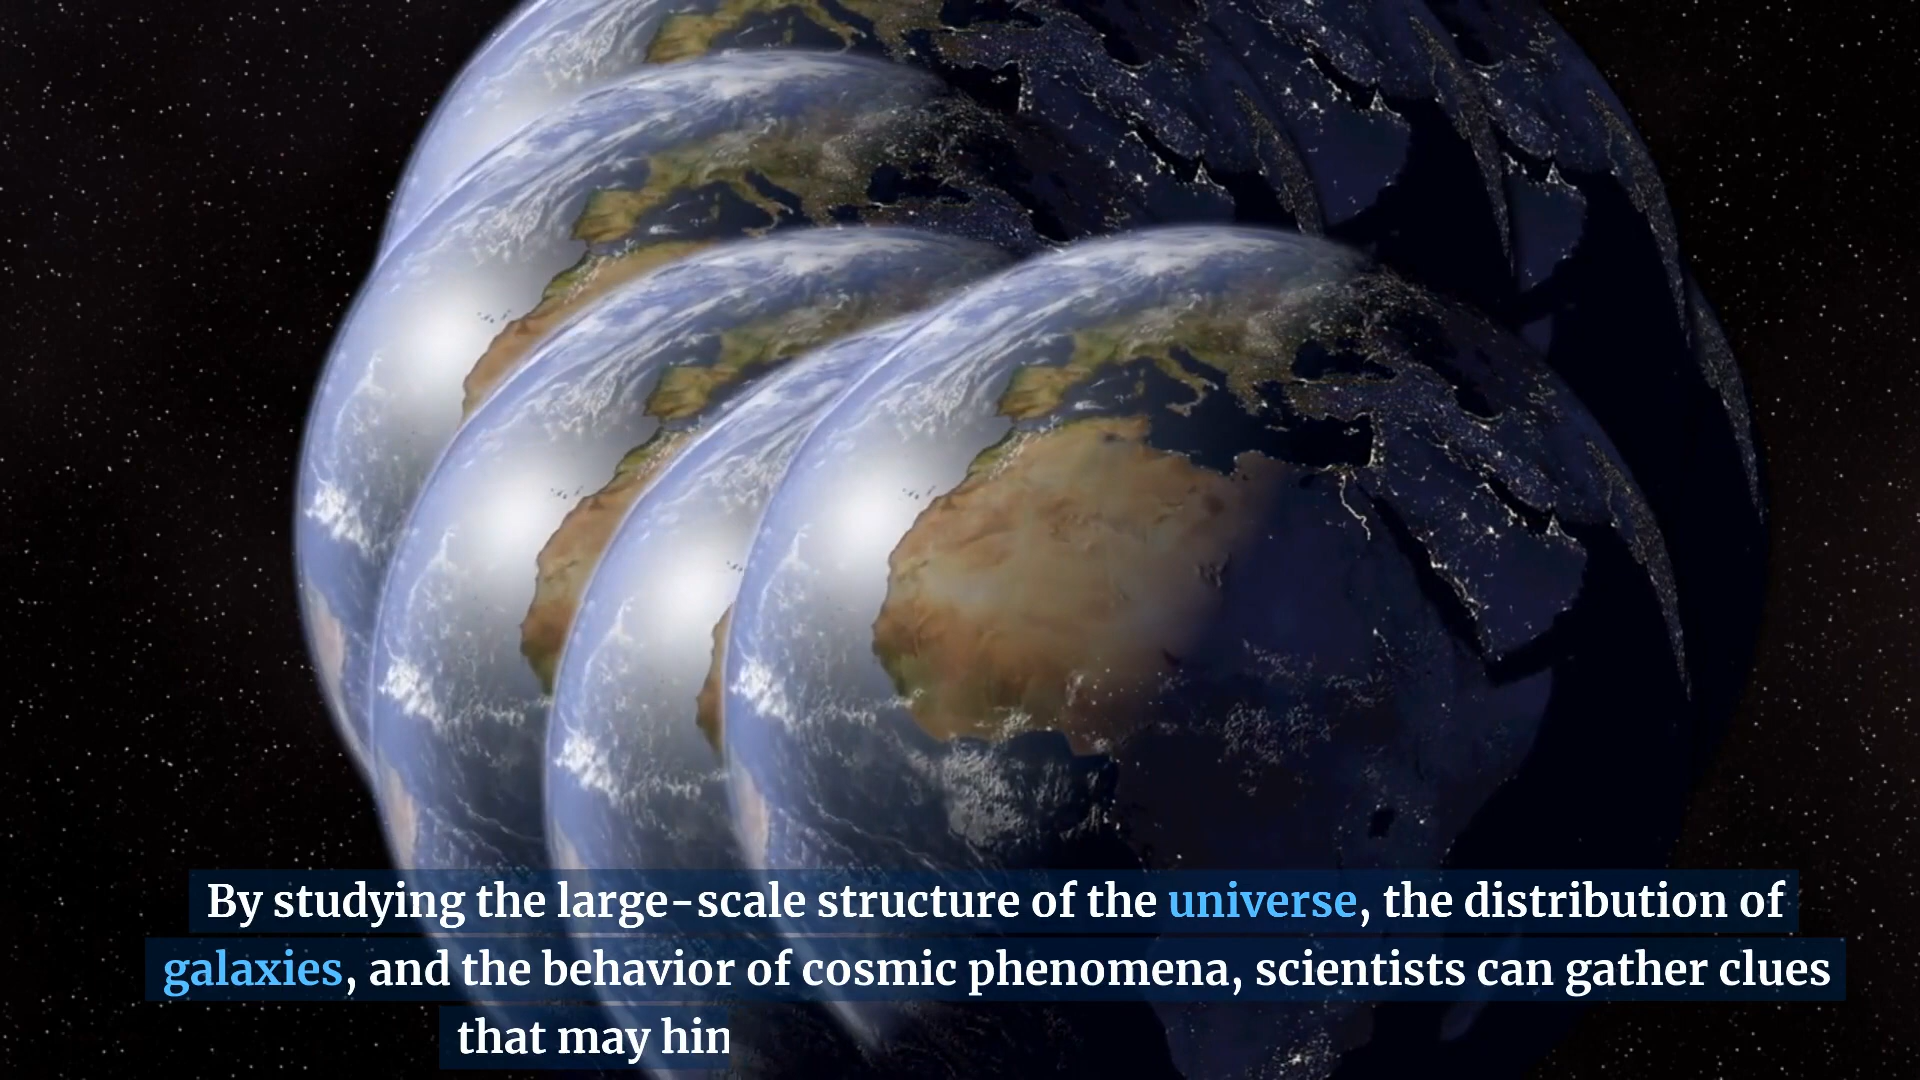 By studying the large-scale structure of the universe, the distribution of
galaxies, and the behavior of cosmic phenomena, scientists can gather clues
that may hin